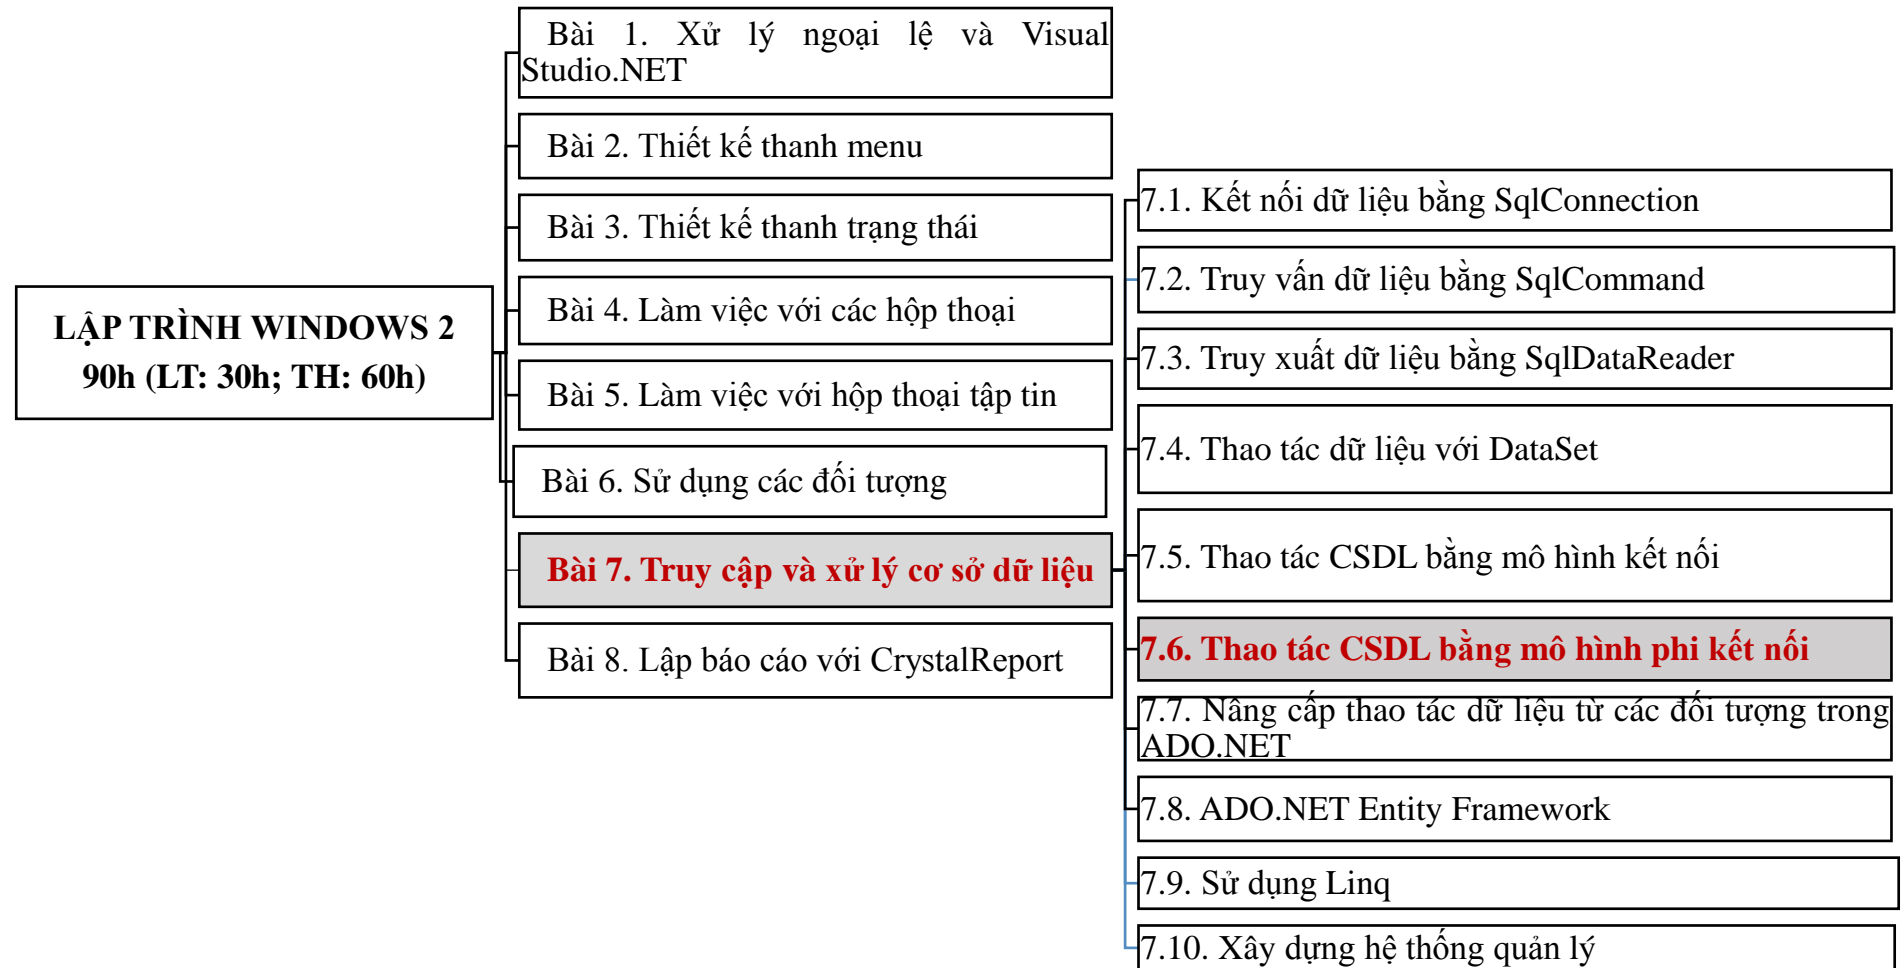 LẬP TRÌNH WINDOWS 2
90h (LT: 30h; TH: 60h)
Bài 1. Xử lý ngoại lệ và Visual
Studio.NET
Bài 2. Thiết kế thanh menu
Bài 3. Thiết kế thanh trạng thái
Bài 4. Làm việc với các hộp thoại
Bài 5. Làm việc với hộp thoại tập tin
Bài 6. Sử dụng các đối tượng
Bài 7. Truy cập và xử lý cơ sở dữ liệu
Bài 8. Lập báo cáo với CrystalReport
7.1. Kết nối dữ liệu bằng SqlConnection
7.2. Truy vấn dữ liệu bằng SqlCommand
7.3. Truy xuất dữ liệu bằng SqlDataReader
7.4. Thao tác dữ liệu với DataSet
7.5. Thao tác CSDL bằng mô hình kết nối
7.6. Thao tác CSDL bằng mô hình phi kết nối
7.7. Nâng cấp thao tác dữ liệu từ các đối tượng trong
ADO.NET
7.8. ADO.NET Entity Framework
7.9. Sử dụng Linq
7.10. Xây dựng hệ thống quản lý